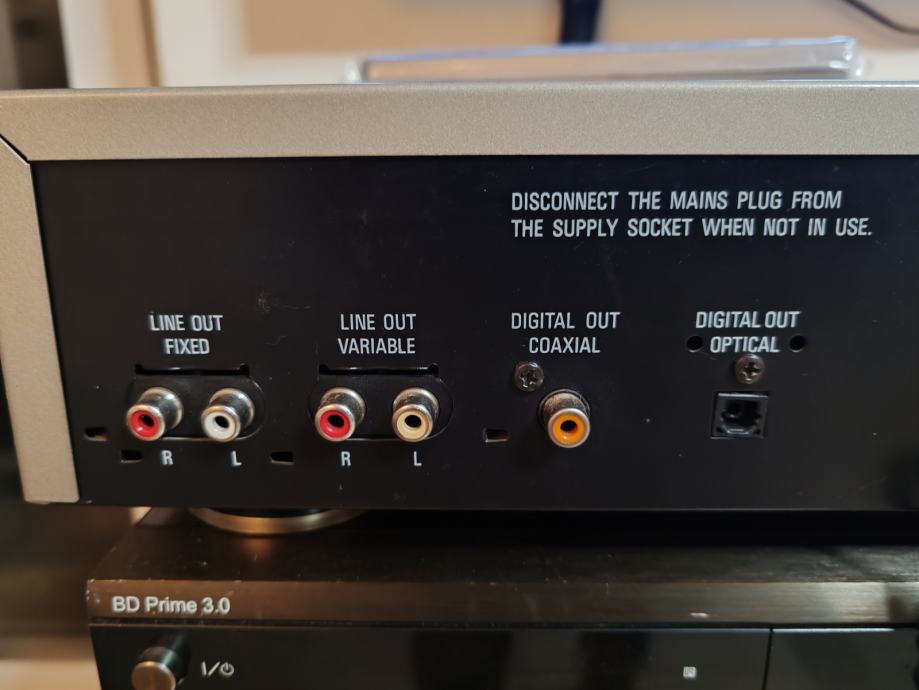 DISCONNECT THE MAINS PLUG FROM
THE SUPPLY SOCKET WHEN NOT IN USE.
LINE OUT
FIXED
R L
LINE OUT
VARIABLE
R L
DIGITAL OUT
COAXIAL
DIGITAL OUT
OPTICAL
BD Prime 3.0
I/⏻